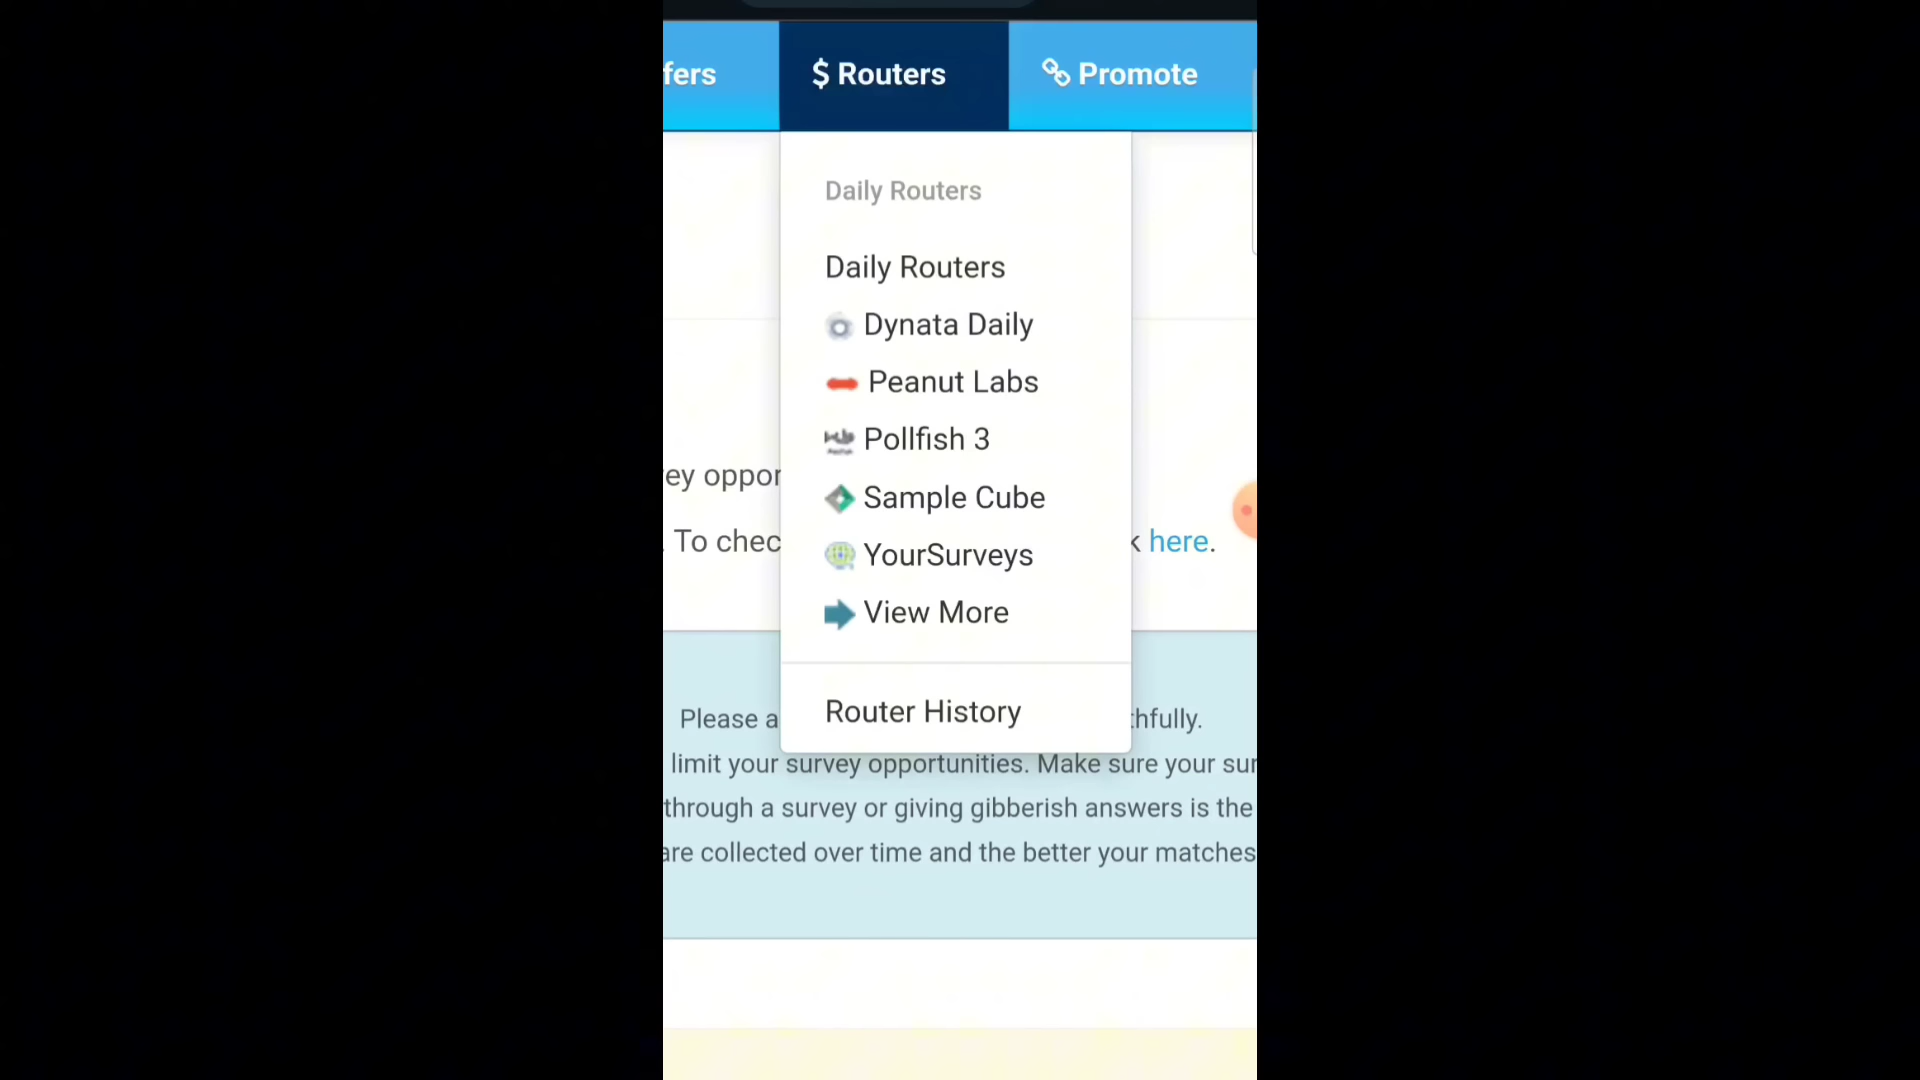 fers
$ Routers
Promote
Daily Routers
Daily Routers
Dynata Daily
Peanut Labs
Pollfish 3
Sample Cube
YourSurveys
View More
Router History
ey oppor
. To chec
k here.
Please a
thfully.
limit your survey opportunities. Make sure your sur
through a survey or giving gibberish answers is the
are collected over time and the better your matches